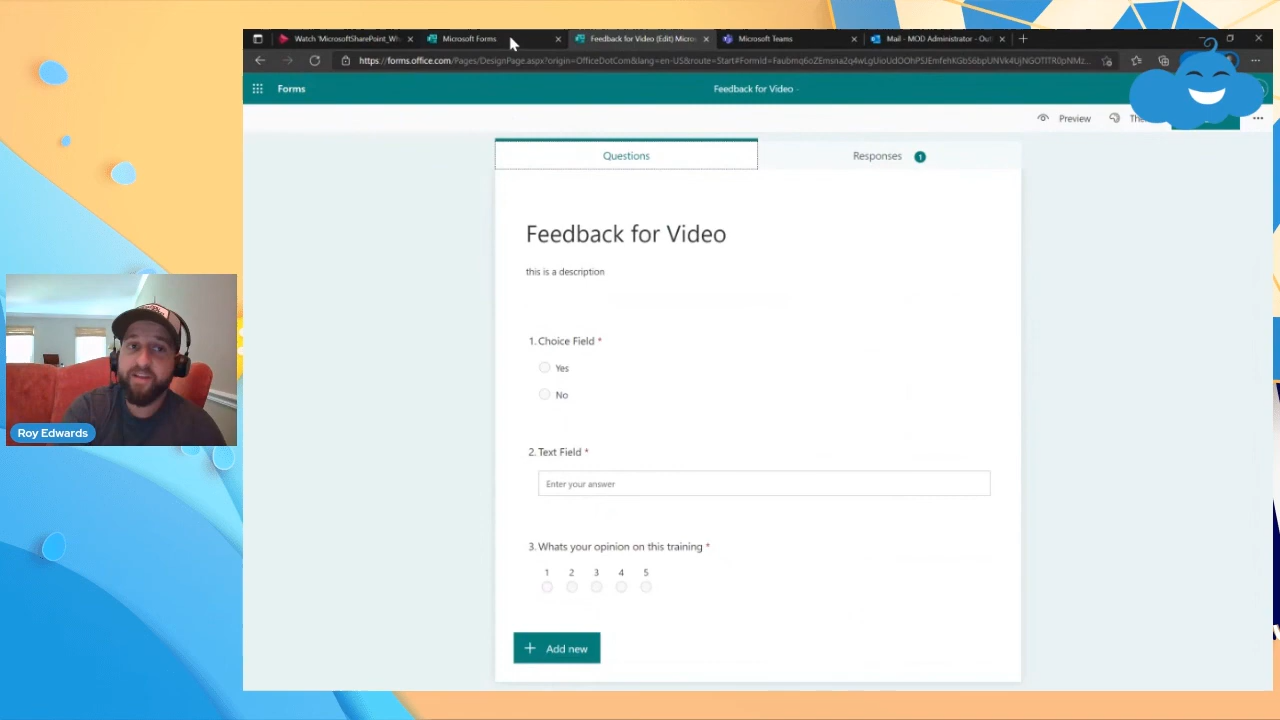 Watch 'MicrosoftSharePoint_Wh
Microsoft Forms
Feedback for Video (Edit) Micros
Microsoft Teams
Mail - MOD Administrator - Out
Forms
Feedback for Video
Preview
Questions
Responses 1
Feedback for Video
this is a description
1. Choice Field *
Yes
No
2. Text Field *
Enter your answer
3. Whats your opinion on this training *
1 2 3 4 5
+ Add new
Roy Edwards